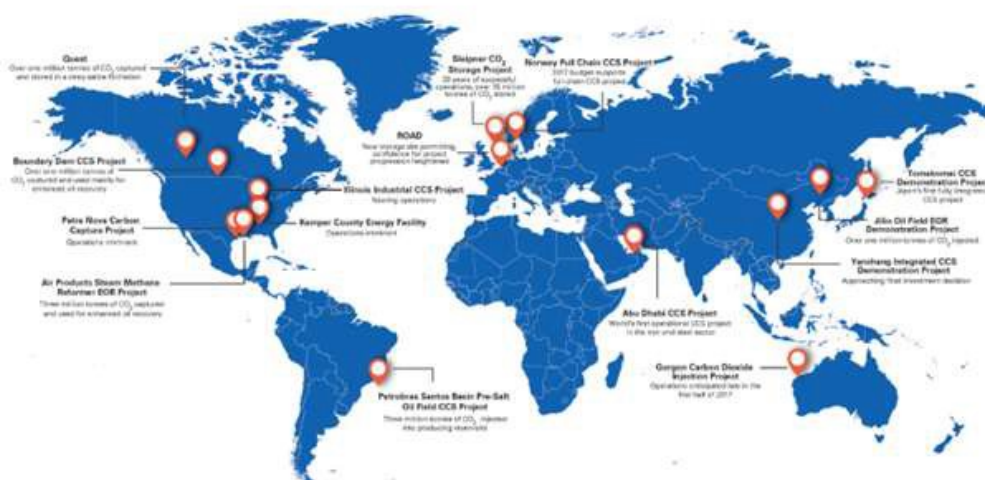 Quest
Over one million tonnes of CO₂ captured
and stored in a deep saline formation
Boundary Dam CCS Project
Over one million tonnes of
CO₂ captured and used mainly for
enhanced oil recovery
Petra Nova Carbon
Capture Project
Operations imminent
Air Products Steam Methane
Reformer EOR Project
Three million tonnes of CO₂ captured
and used for enhanced oil recovery
Illinois Industrial CCS Project
Nearing operations
Kemper County Energy Facility
Operations imminent
Petrobras Santos Basin Pre-Salt
Oil Field CCS Project
Three million tonnes of CO₂ injected
into producing reservoirs
Sleipner CO₂
Storage Project
20 years of successful
operations, over 16 million
tonnes of CO₂ stored
Norway Full Chain CCS Project
2017 budget supports
full-chain CCS project
ROAD
New storage site permitting,
confidence for project
progression heightened
Abu Dhabi CCS Project
World's first operational CCS project
in the iron and steel sector
Tomakomai CCS
Demonstration Project
Japan's first fully integrated
CCS project
Jilin Oil Field EOR
Demonstration Project
Over one million tonnes of CO₂ injected
Yanchang Integrated CCS
Demonstration Project
Approaching final investment decision
Gorgon Carbon Dioxide
Injection Project
Operations anticipated late in the
first half of 2017